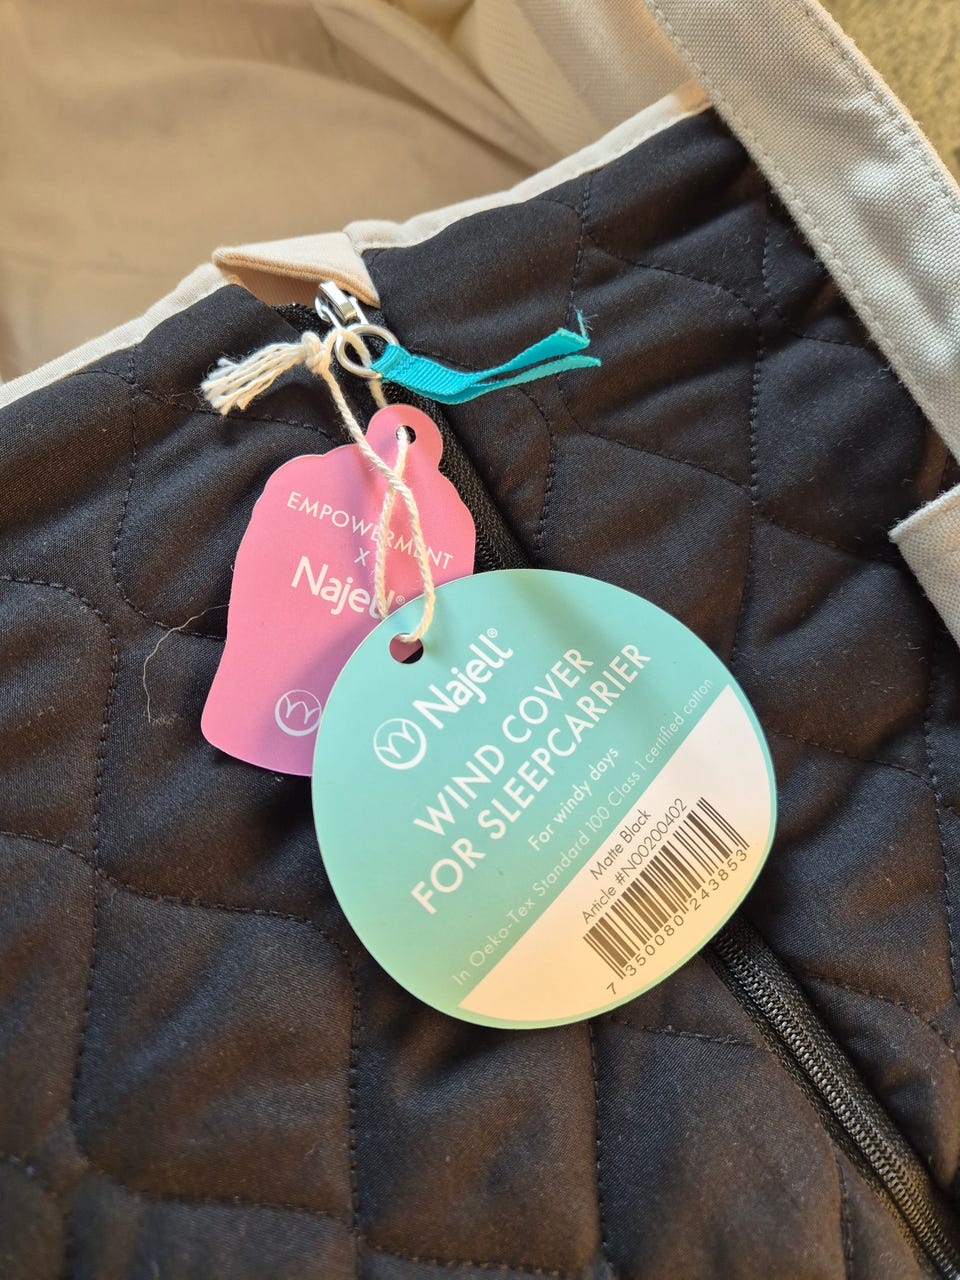 EMPOWERMENT
X
Najell®
Najell®
WIND COVER
FOR SLEEPCARRIER
For windy days
In Oeko-Tex Standard 100 Class 1 certified cotton
Matte Black
Article #N00200402
7 350080 243853